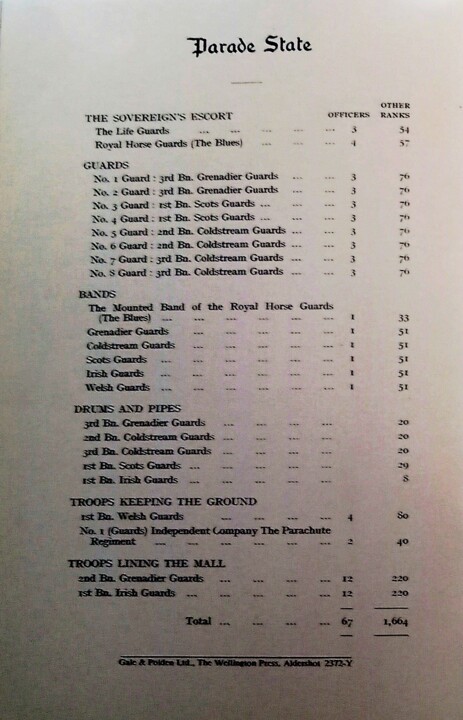 Parade State
OFFICERS OTHER RANKS
THE SOVEREIGN'S ESCORT
The Life Guards ... ... ... ... ... 3 54
Royal Horse Guards (The Blues) ... ... ... 4 57
GUARDS
No. 1 Guard : 3rd Bn. Grenadier Guards ... ... 3 76
No. 2 Guard : 3rd Bn. Grenadier Guards ... ... 3 76
No. 3 Guard : 1st Bn. Scots Guards ... ... ... 3 76
No. 4 Guard : 1st Bn. Scots Guards ... ... ... 3 76
No. 5 Guard : 2nd Bn. Coldstream Guards ... ... 3 76
No. 6 Guard : 2nd Bn. Coldstream Guards ... ... 3 76
No. 7 Guard : 3rd Bn. Coldstream Guards ... ... 3 76
No. 8 Guard : 3rd Bn. Coldstream Guards ... ... 3 76
BANDS
The Mounted Band of the Royal Horse Guards
(The Blues) ... ... ... ... ... ... 1 33
Grenadier Guards ... ... ... ... ... 1 51
Coldstream Guards ... ... ... ... ... 1 51
Scots Guards ... ... ... ... ... ... 1 51
Irish Guards ... ... ... ... ... ... 1 51
Welsh Guards ... ... ... ... ... ... 1 51
DRUMS AND PIPES
3rd Bn. Grenadier Guards ... ... ... ... 20
2nd Bn. Coldstream Guards ... ... ... ... 20
3rd Bn. Coldstream Guards ... ... ... ... 20
1st Bn. Scots Guards ... ... ... ... ... 29
1st Bn. Irish Guards ... ... ... ... ... 8
TROOPS KEEPING THE GROUND
1st Bn. Welsh Guards ... ... ... ... 4 80
No. 1 (Guards) Independent Company The Parachute
Regiment ... ... ... ... ... ... 2 40
TROOPS LINING THE MALL
2nd Bn. Grenadier Guards ... ... ... ... 12 220
1st Bn. Irish Guards ... ... ... ... ... 12 220
Total ... ... ... ... 67 1,664
Gale & Polden Ltd., The Wellington Press, Aldershot 2372-Y